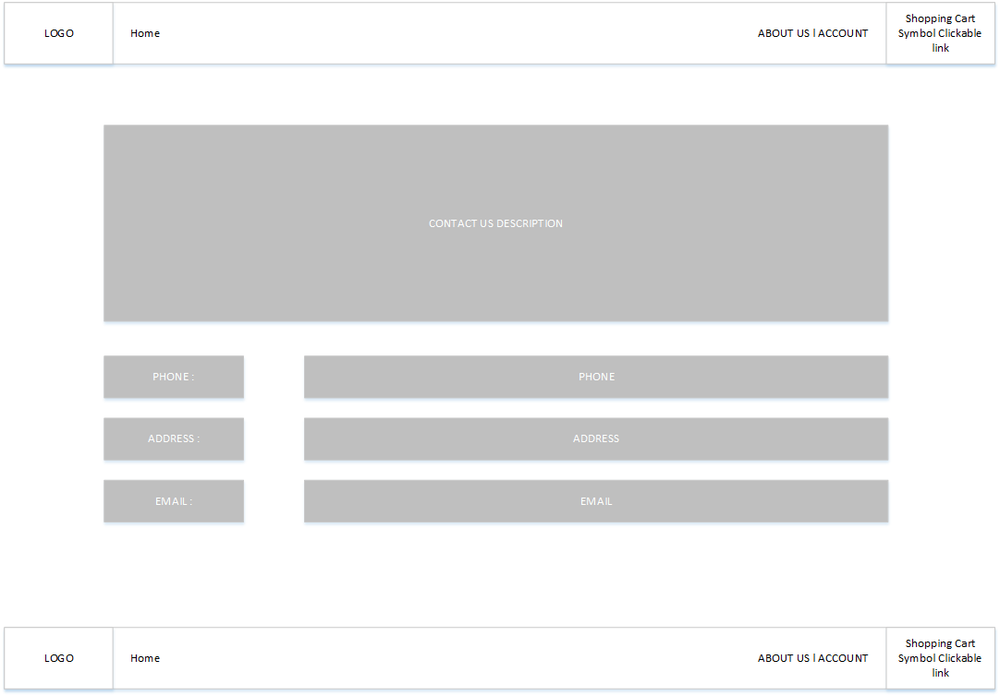 LOGO
Home
ABOUT US | ACCOUNT
Shopping Cart
Symbol Clickable
link
CONTACT US DESCRIPTION
PHONE :
PHONE
ADDRESS :
ADDRESS
EMAIL :
EMAIL
LOGO
Home
ABOUT US | ACCOUNT
Shopping Cart
Symbol Clickable
link